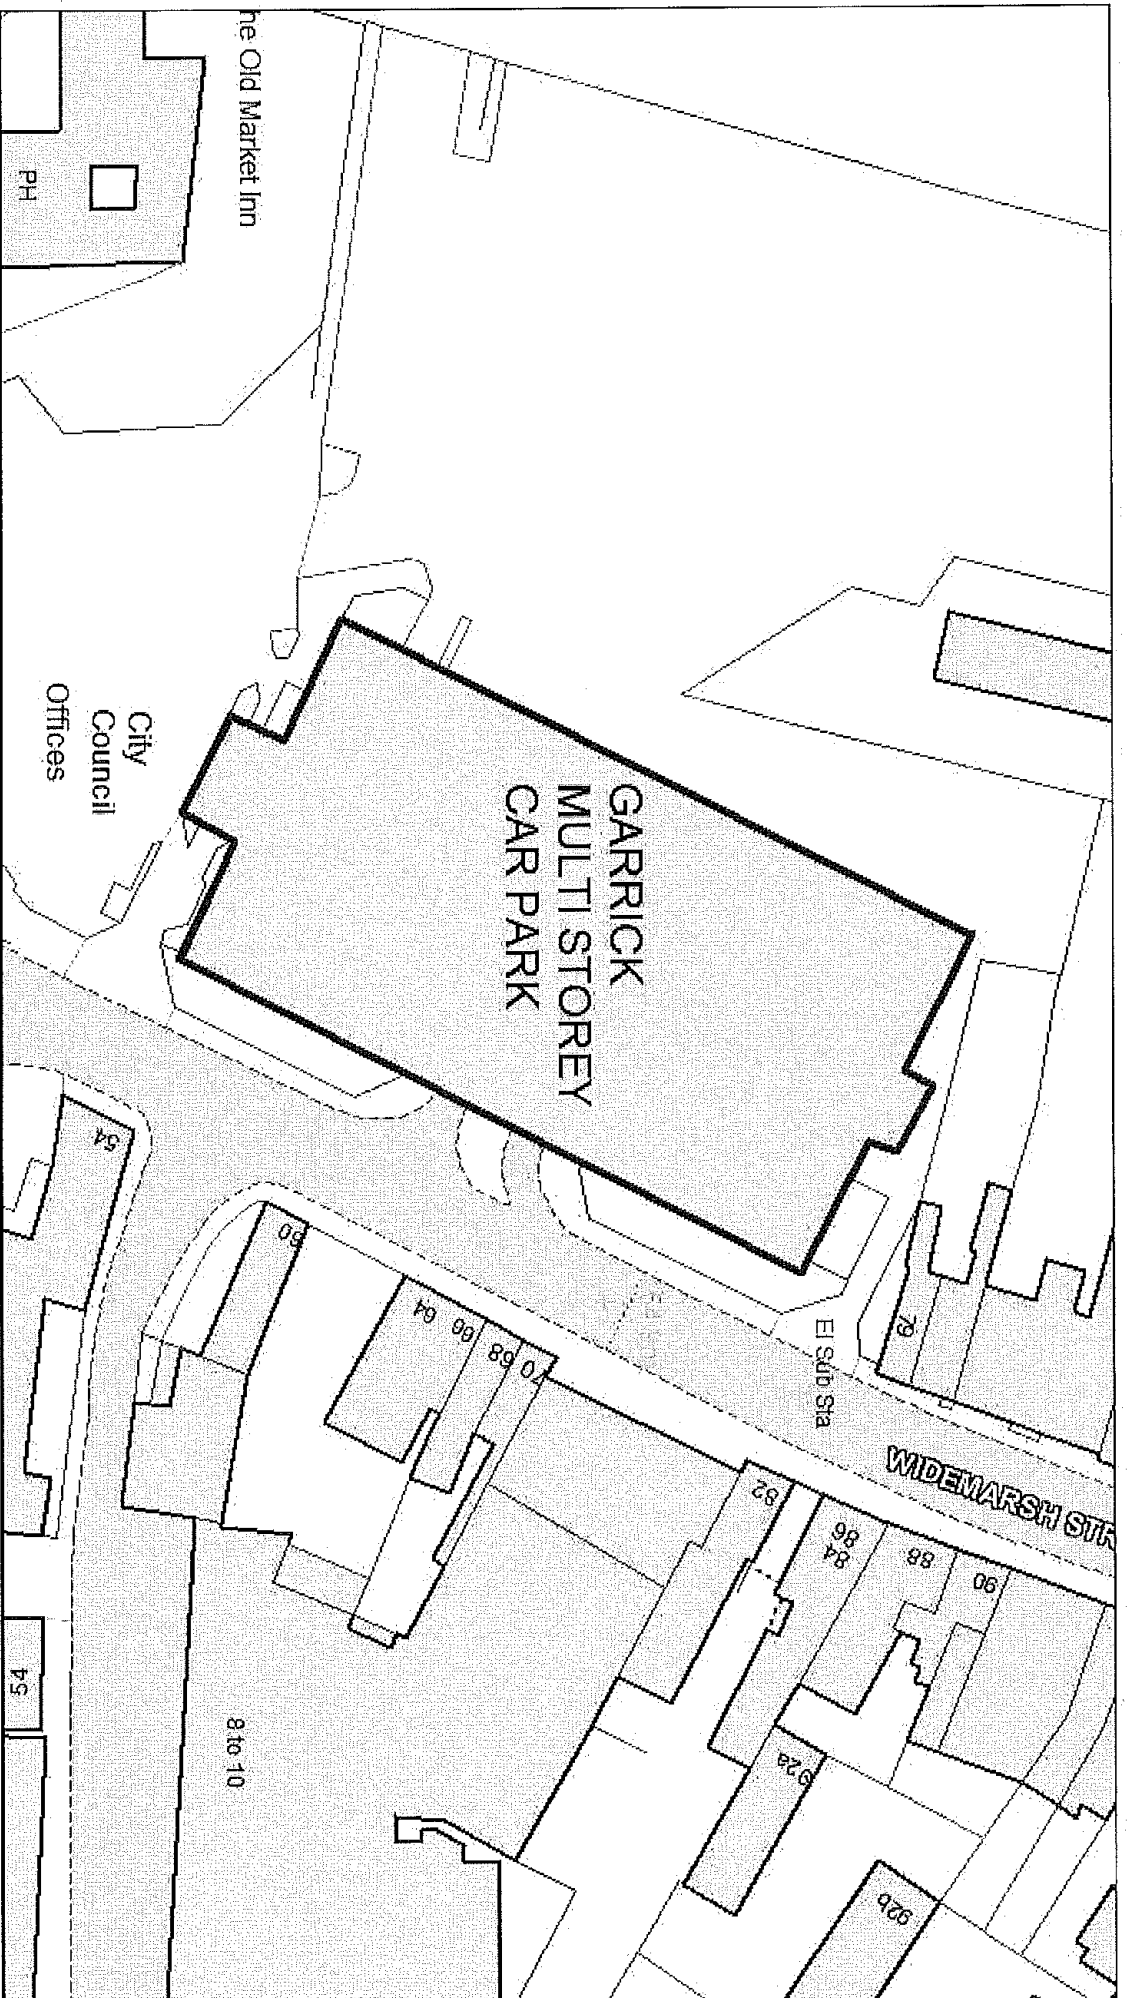 he Old Market Inn
PH
City
Council
Offices
GARRICK
MULTI STOREY
CAR PARK
El Sub Sta
WIDEMARSH STR
79
54
60
64
66
68
70
82
84
86
88
90
92a
92b
8 to 10
54